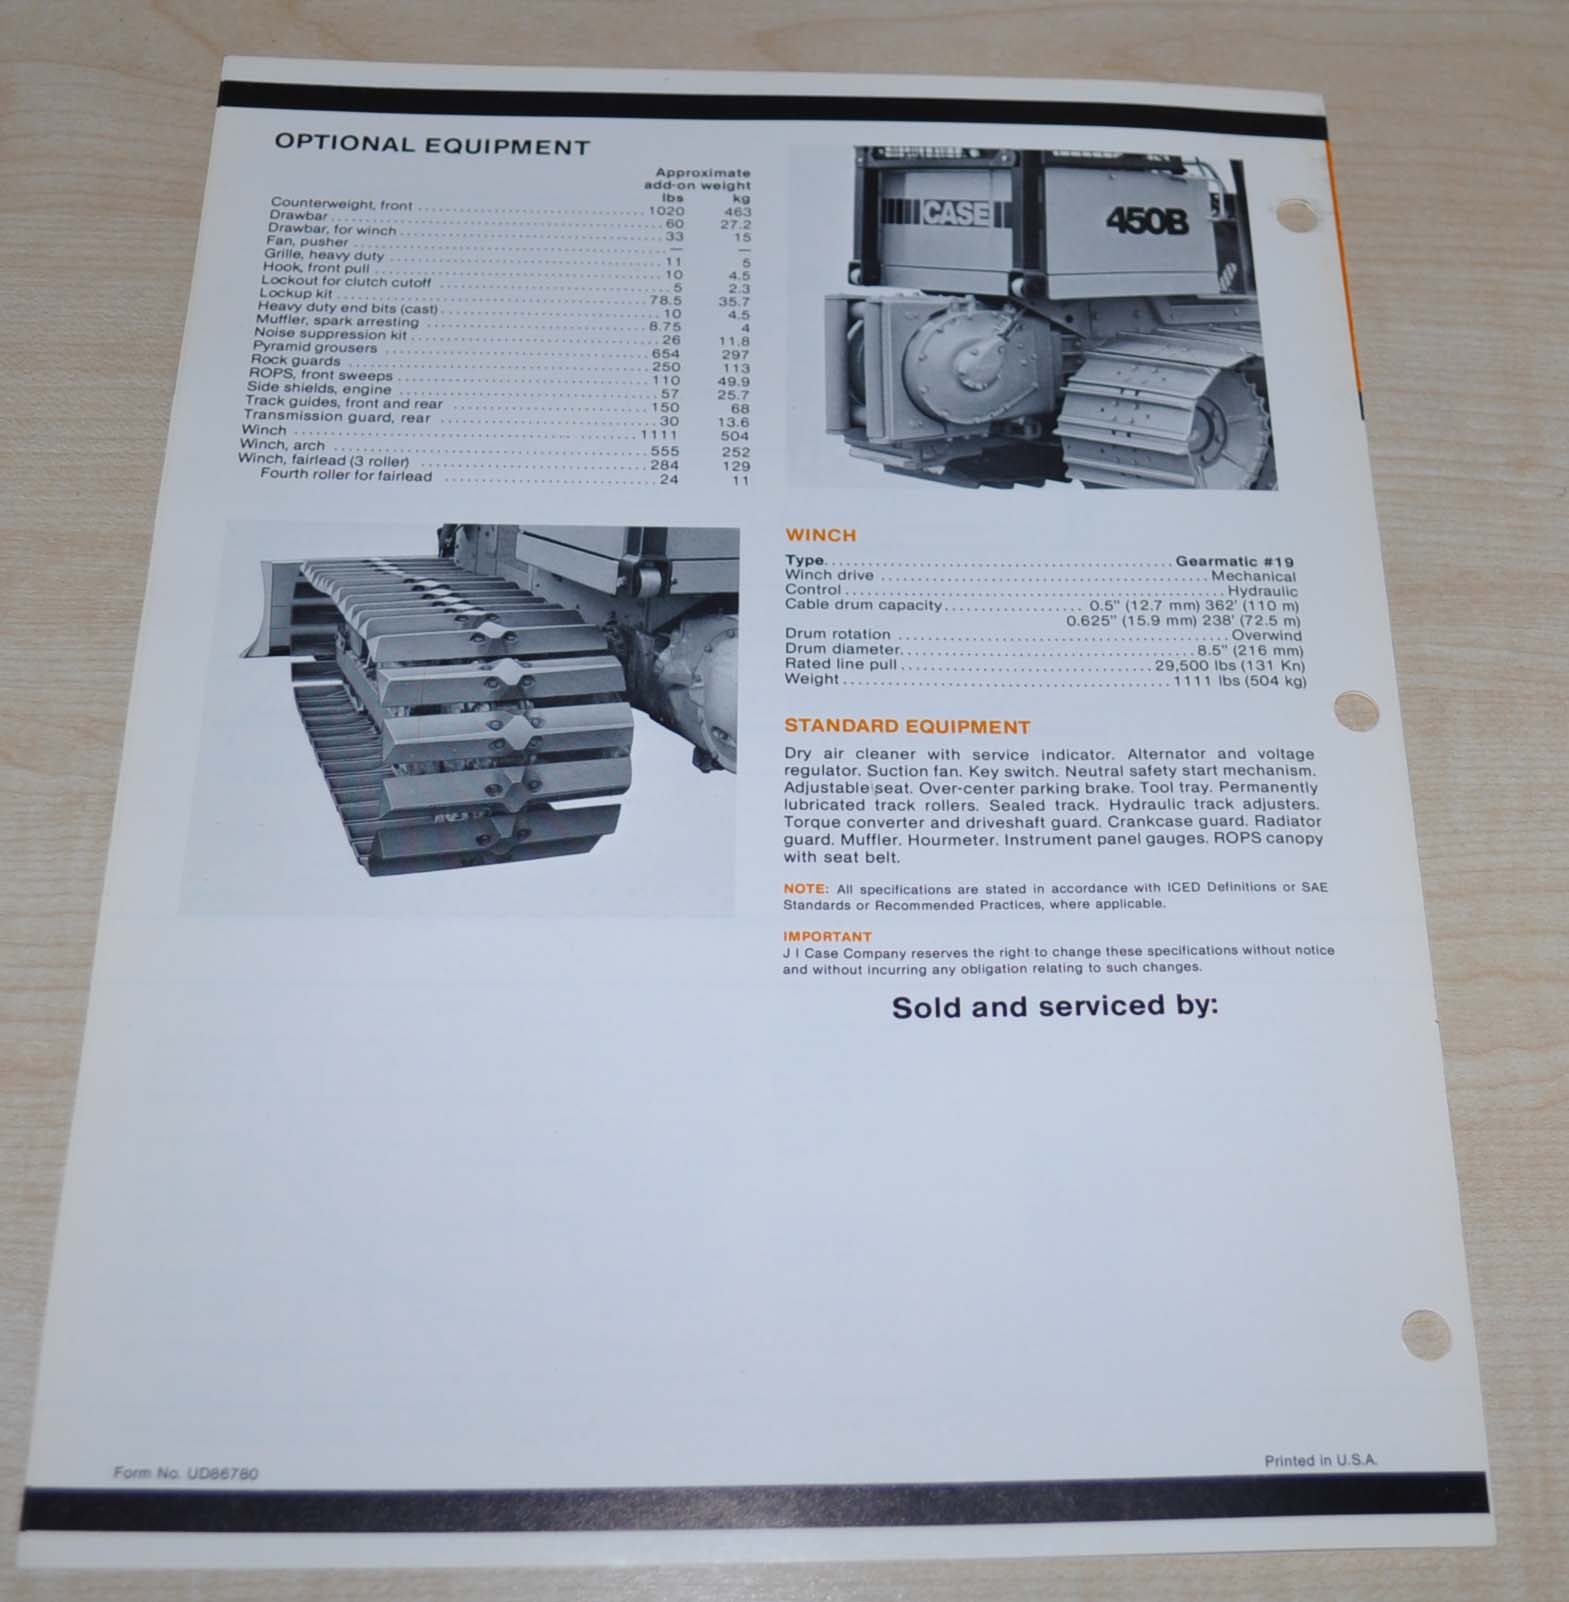 OPTIONAL EQUIPMENT
Approximate
add-on weight
lbs kg
Counterweight, front 1020 463
Drawbar 60 27.2
Drawbar, for winch 33 15
Fan, pusher — —
Grille, heavy duty 11 5
Hook, front pull 10 4.5
Lockout for clutch cutoff 5 2.3
Lockup kit 78.5 35.7
Heavy duty end bits (cast) 10 4.5
Muffler, spark arresting 8.75 4
Noise suppression kit 26 11.8
Pyramid grousers 654 297
Rock guards 250 113
ROPS, front sweeps 110 49.9
Side shields, engine 57 25.7
Track guides, front and rear 150 68
Transmission guard, rear 30 13.6
Winch 1111 504
Winch, arch 555 252
Winch, fairlead (3 roller) 284 129
Fourth roller for fairlead 24 11
CASE 450B
WINCH
Type Gearmatic #19
Winch drive Mechanical
Control Hydraulic
Cable drum capacity 0.5" (12.7 mm) 362' (110 m)
0.625" (15.9 mm) 238' (72.5 m)
Drum rotation Overwind
Drum diameter 8.5" (216 mm)
Rated line pull 29,500 lbs (131 Kn)
Weight 1111 lbs (504 kg)
STANDARD EQUIPMENT
Dry air cleaner with service indicator. Alternator and voltage
regulator. Suction fan. Key switch. Neutral safety start mechanism.
Adjustable seat. Over-center parking brake. Tool tray. Permanently
lubricated track rollers. Sealed track. Hydraulic track adjusters.
Torque converter and driveshaft guard. Crankcase guard. Radiator
guard. Muffler. Hourmeter. Instrument panel gauges. ROPS canopy
with seat belt.
NOTE: All specifications are stated in accordance with ICED Definitions or SAE
Standards or Recommended Practices, where applicable.
IMPORTANT
J I Case Company reserves the right to change these specifications without notice
and without incurring any obligation relating to such changes.
Sold and serviced by:
Form No. UD86780
Printed in U.S.A.